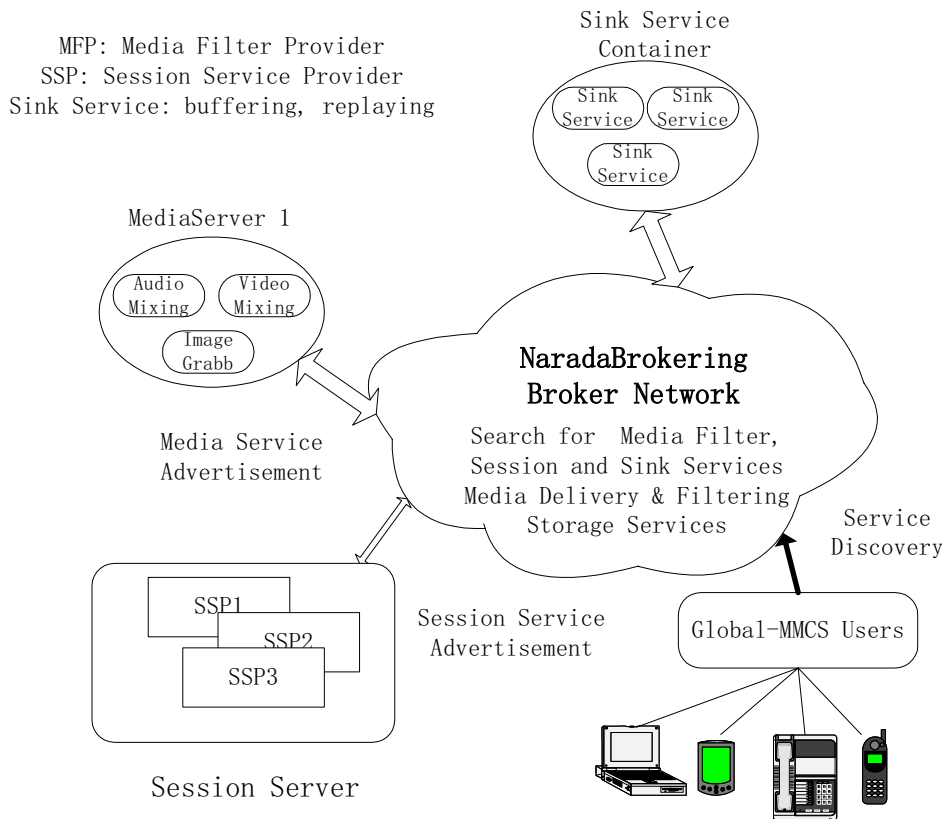 MFP: Media Filter Provider
SSP: Session Service Provider
Sink Service: buffering, replaying
Sink Service
Container
Sink
Service
Sink
Service
Sink
Service
MediaServer 1
Audio
Mixing
Video
Mixing
Image
Grabb
NaradaBrokering
Broker Network
Search for Media Filter,
Session and Sink Services
Media Delivery & Filtering
Storage Services
Media Service
Advertisement
Service
Discovery
SSP1
SSP2
SSP3
Session Service
Advertisement
Global-MMCS Users
Session Server